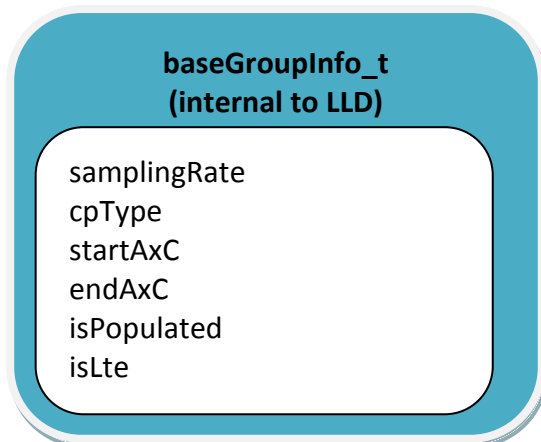 baseGroupInfo_t
(internal to LLD)
samplingRate
cpType
startAxC
endAxC
isPopulated
isLte